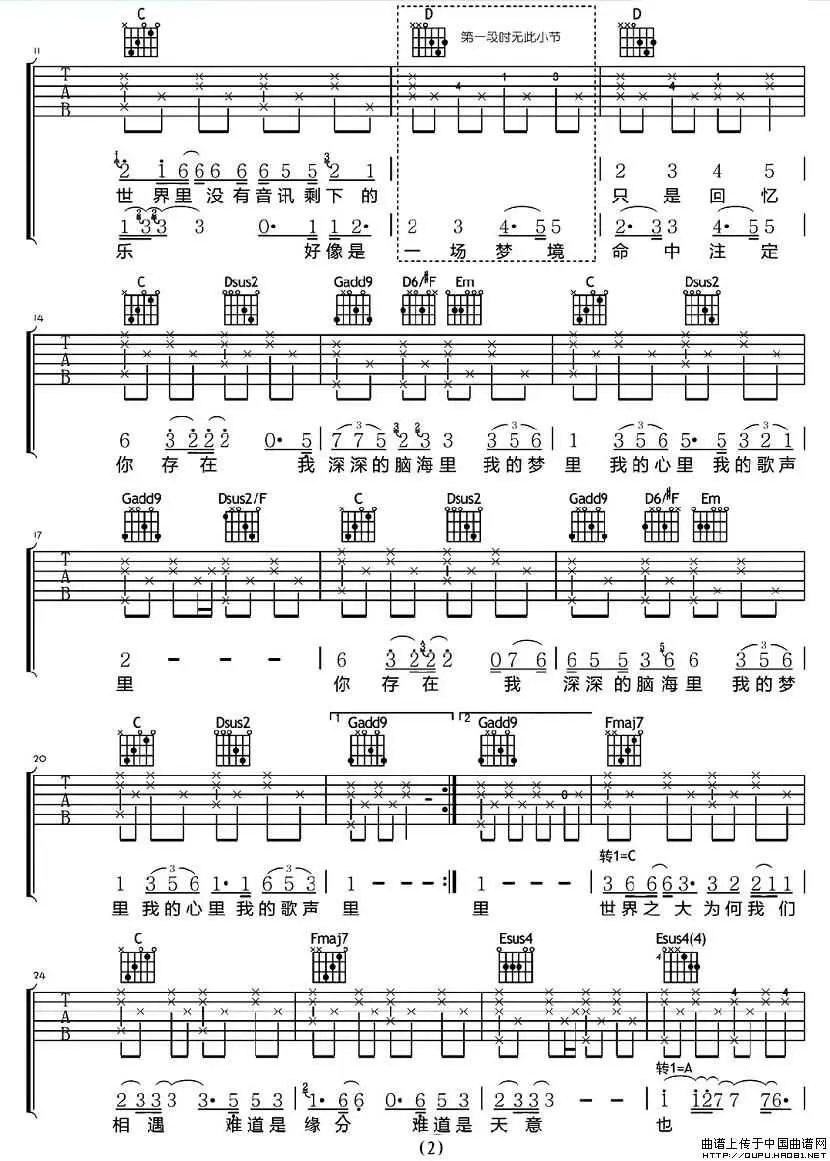 C D 第一段时无此小节 D
11
2 1 6 6 6 6 5 5 2 1 2 3 4 5
世界里没有音讯剩下的 只是回忆
1 3 3 3 0· 1 1 2· 2 3 4· 5 5 2· 3 3 4· 5 5
乐 好像是 一场梦境 命中注定
C Dsus2 Gadd9 D6/#F Em C Dsus2
14
6 3 2 2 2 0· 5 7 7 5 2 3 3 3 5 6 1 3 5 6 5· 5 3 2 1
你存在 我深深的脑海里 我的梦里 我的心里我的歌声
Gadd9 Dsus2/F C Dsus2 Gadd9 D6/#F Em
17
2 - - - 6 3 2 2 2 0 7 6 6 5 5 3 6 6 3 5 6
里 你存在 我 深深的脑海里 我的梦
C Dsus2 1 Gadd9 2 Gadd9 Fmaj7
20
转1=C
1 3 5 6 1· 1 6 5 3 1 - - - 1 - - - 3 6 6 6 3· 3 2 2 1 1
里我的心里我的歌声 里 里 世界之大为何我们
C Fmaj7 Esus4 Esus4(4)
24
转1=A
2 3 3 3 3· 5 5 3 1· 6 6 0· 6 5 3 2 3 3 3 1 1 2 7 7 7 6·
相遇 难道是 缘分 难道是 天意 也
(2)
曲谱上传于中国曲谱网
HTTP://QUPU.HAO81.NET